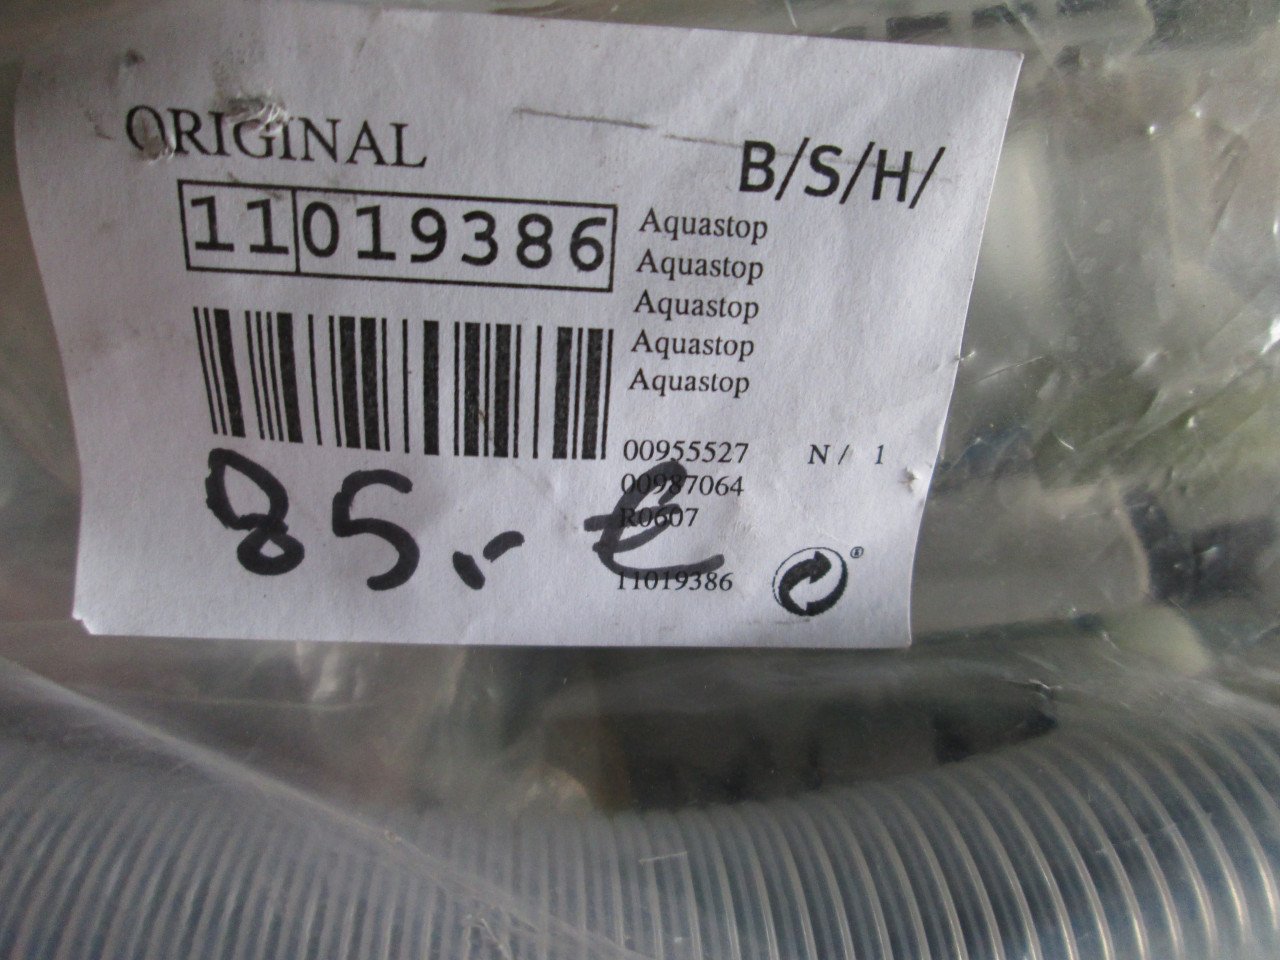 ORIGINAL
B/S/H/
11019386
Aquastop
Aquastop
Aquastop
Aquastop
Aquastop
00955527 N/ 1
00987064
R0607
85,- €
11019386
®